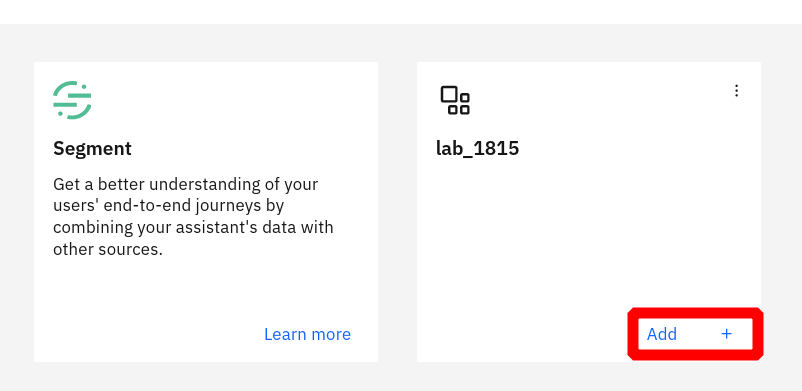 Segment
Get a better understanding of your
users' end-to-end journeys by
combining your assistant's data with
other sources.
Learn more
lab_1815
Add +